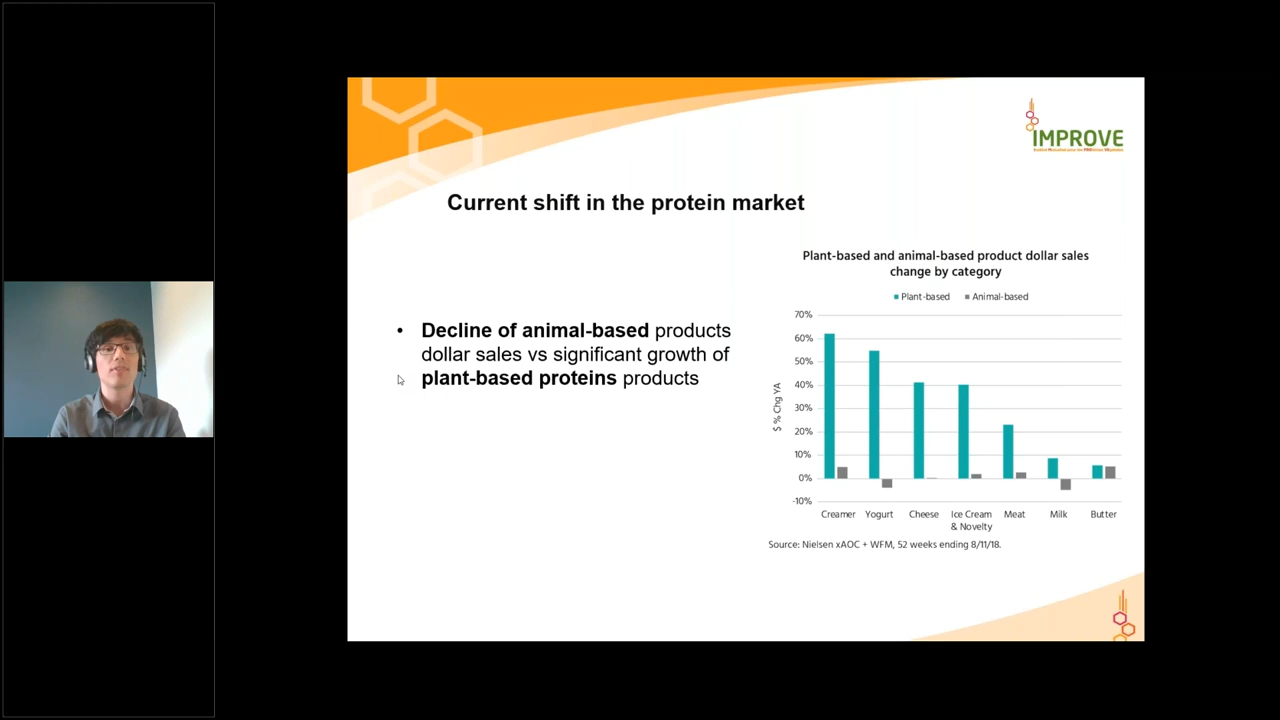 IMPROVE
Current shift in the protein market
• Decline of animal-based products
dollar sales vs significant growth of
plant-based proteins products
Plant-based and animal-based product dollar sales
change by category
Plant-based Animal-based
$ % Chg YA
70%
60%
50%
40%
30%
20%
10%
0%
-10%
Creamer Yogurt Cheese Ice Cream & Novelty Meat Milk Butter
Source: Nielsen xAOC + WFM, 52 weeks ending 8/11/18.